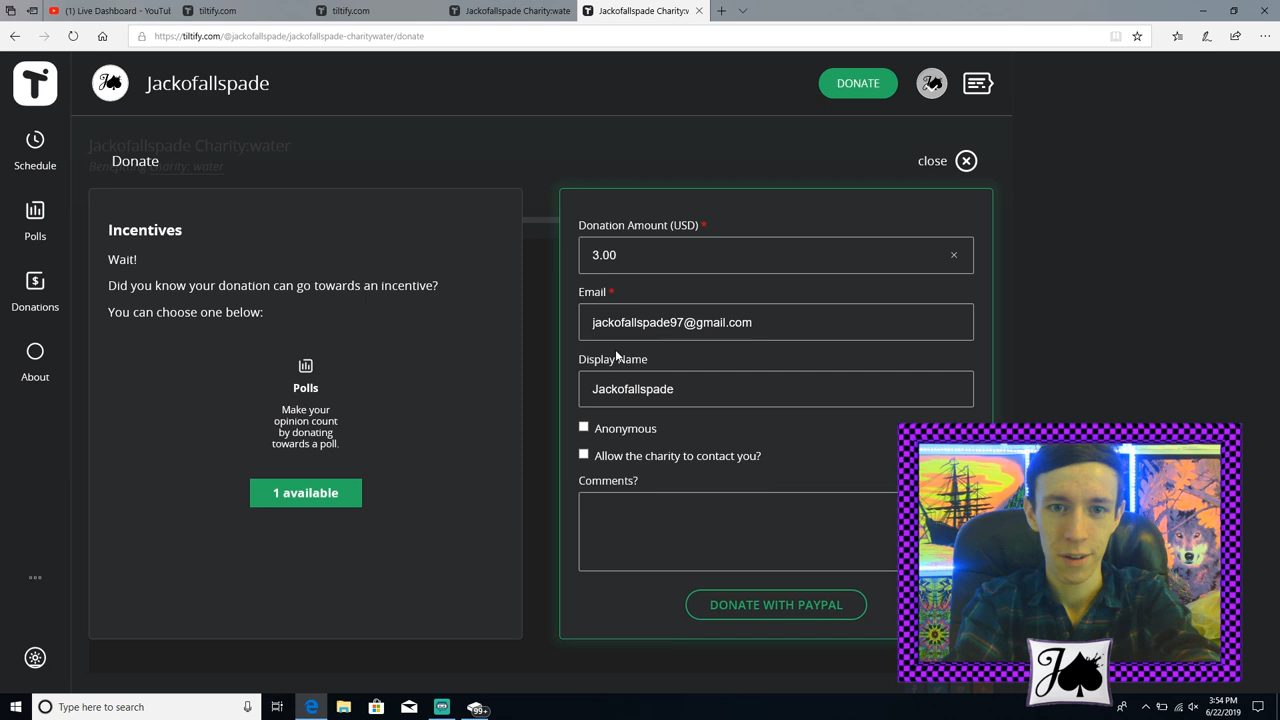 (1) Live Dashboard - YouTu
tiltify.com
tiltify.com
Jackofallspade Charity:wate
Jackofallspade Charity:w
https://tiltify.com/@jackofallspade/jackofallspade-charitywater/donate
Jackofallspade
DONATE
Schedule
Polls
Donations
About
Jackofallspade Charity:water
Benefiting charity: water
Donate
close
Incentives
Wait!
Did you know your donation can go towards an incentive?
You can choose one below:
Polls
Make your
opinion count
by donating
towards a poll.
1 available
Donation Amount (USD) *
3.00
Email *
jackofallspade97@gmail.com
Display Name
Jackofallspade
Anonymous
Allow the charity to contact you?
Comments?
DONATE WITH PAYPAL
J
Type here to search
99+
3:54 PM
6/22/2019